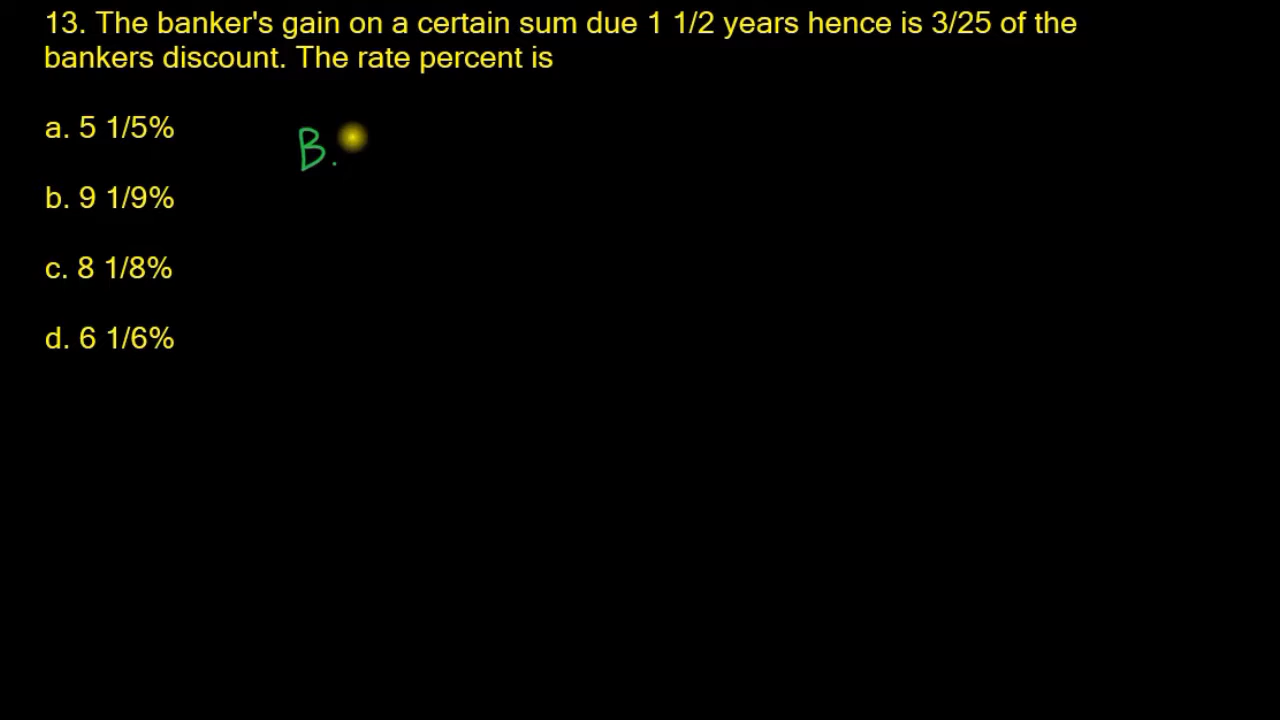 13. The banker's gain on a certain sum due 1 1/2 years hence is 3/25 of the
bankers discount. The rate percent is
a. 5 1/5%
B.
b. 9 1/9%
c. 8 1/8%
d. 6 1/6%